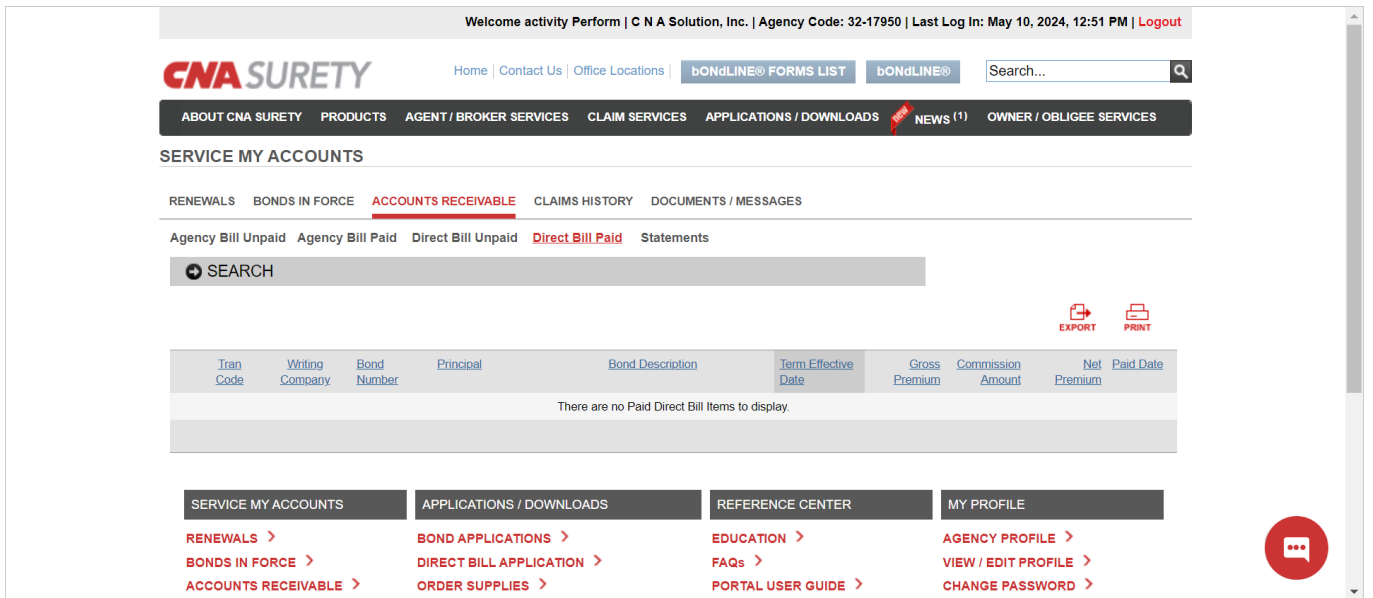 Welcome activity Perform | C N A Solution, Inc. | Agency Code: 32-17950 | Last Log In: May 10, 2024, 12:51 PM | Logout
CNA SURETY
Home | Contact Us | Office Locations | bONdLINE® FORMS LIST bONdLINE® Search...
ABOUT CNA SURETY PRODUCTS AGENT / BROKER SERVICES CLAIM SERVICES APPLICATIONS / DOWNLOADS new NEWS (1) OWNER / OBLIGEE SERVICES
SERVICE MY ACCOUNTS
RENEWALS BONDS IN FORCE ACCOUNTS RECEIVABLE CLAIMS HISTORY DOCUMENTS / MESSAGES
Agency Bill Unpaid Agency Bill Paid Direct Bill Unpaid Direct Bill Paid Statements
SEARCH
EXPORT PRINT
Tran Writing Bond Principal Bond Description Term Effective Gross Commission Net Paid Date
Code Company Number Date Premium Amount Premium
There are no Paid Direct Bill Items to display.
SERVICE MY ACCOUNTS APPLICATIONS / DOWNLOADS REFERENCE CENTER MY PROFILE
RENEWALS BOND APPLICATIONS EDUCATION AGENCY PROFILE
BONDS IN FORCE DIRECT BILL APPLICATION FAQs VIEW / EDIT PROFILE
ACCOUNTS RECEIVABLE ORDER SUPPLIES PORTAL USER GUIDE CHANGE PASSWORD